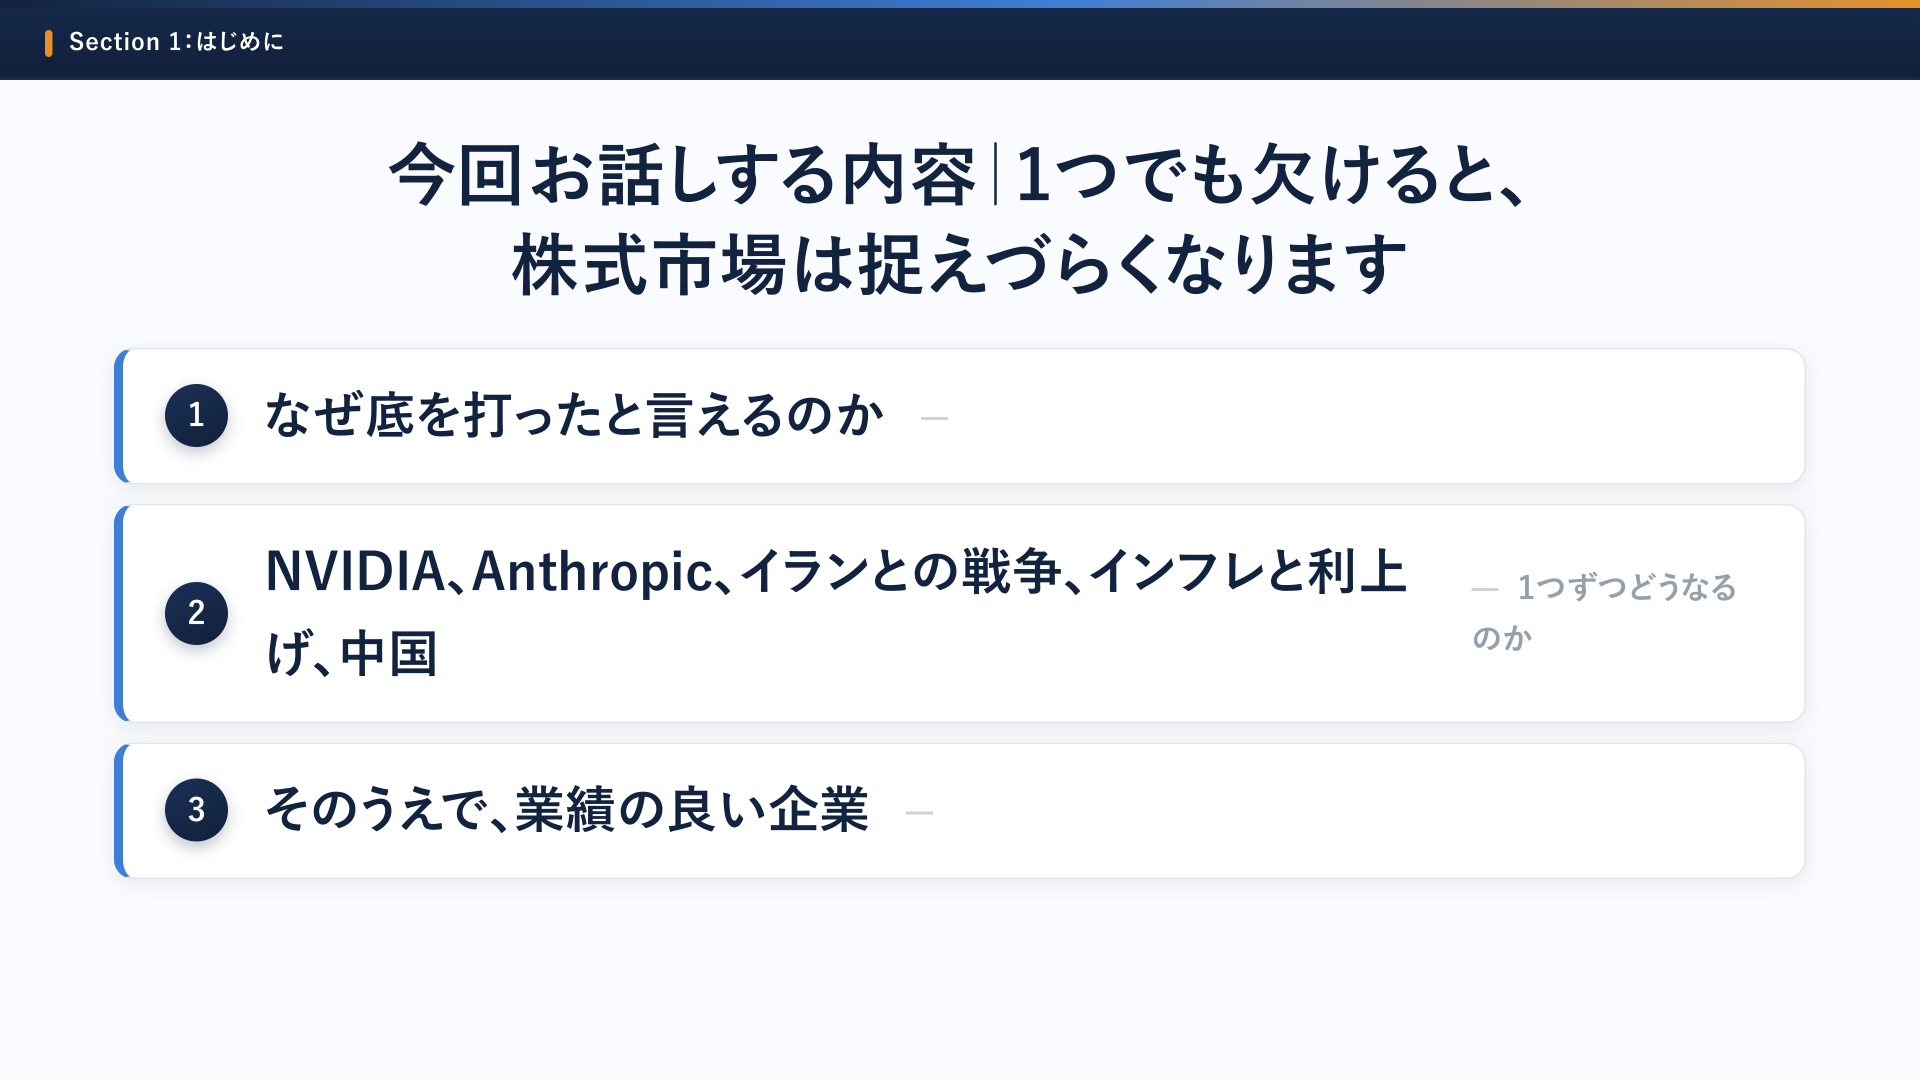 Section 1：はじめに
今回お話しする内容｜1つでも欠けると、
株式市場は捉えづらくなります
1 なぜ底を打ったと言えるのか —
2 NVIDIA、Anthropic、イランとの戦争、インフレと利上
げ、中国
— 1つずつどうなる
のか
3 そのうえで、業績の良い企業 —